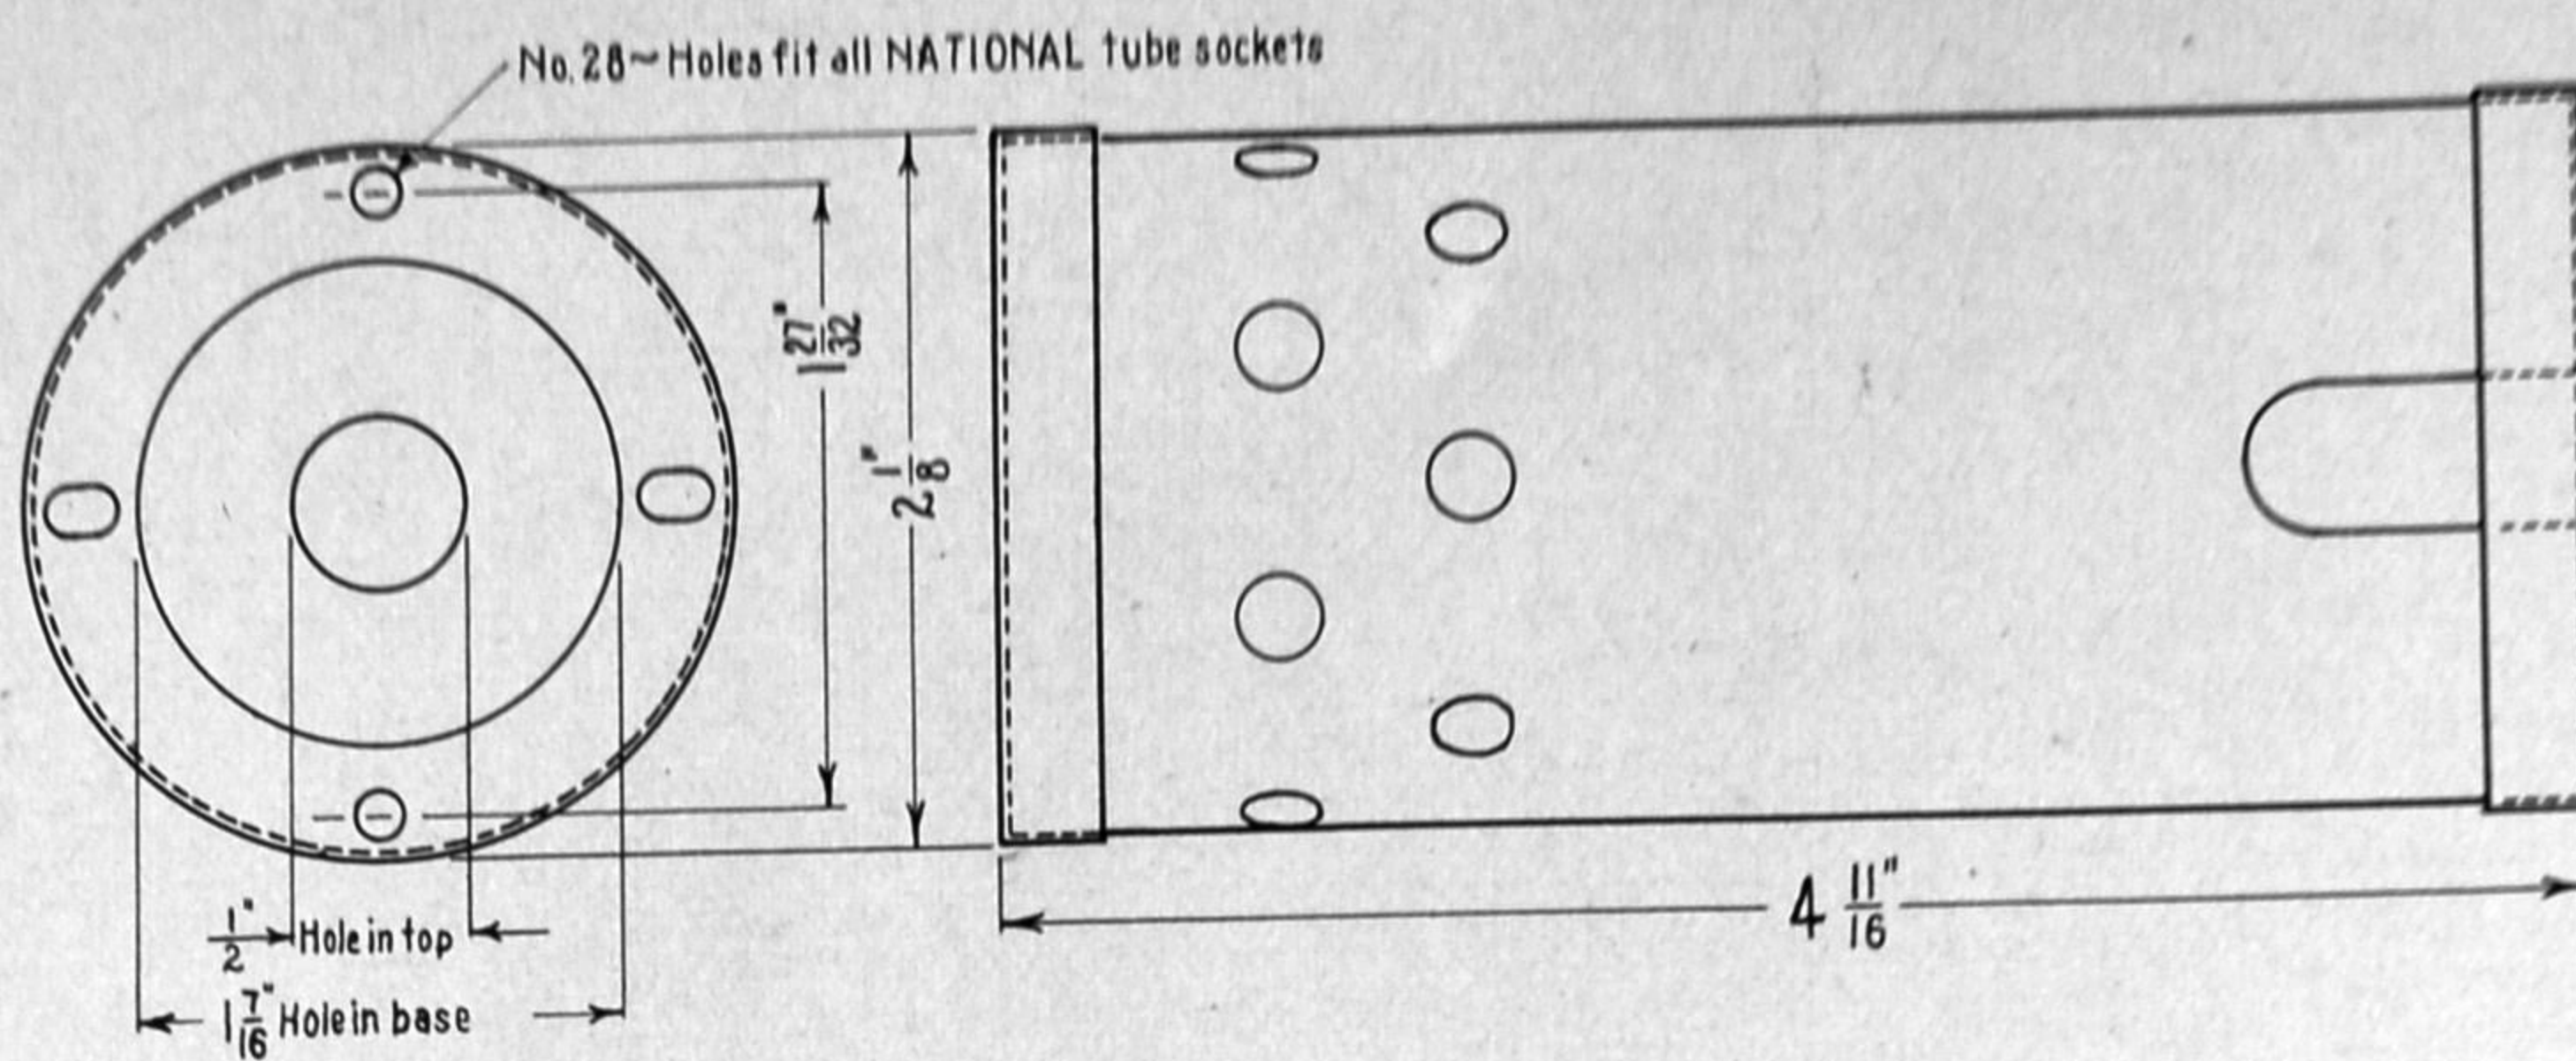 No. 28~Holes fit all NATIONAL tube sockets
1 27/32"
2 1/8"
1/2" Hole in top
1 7/16" Hole in base
4 11/16"